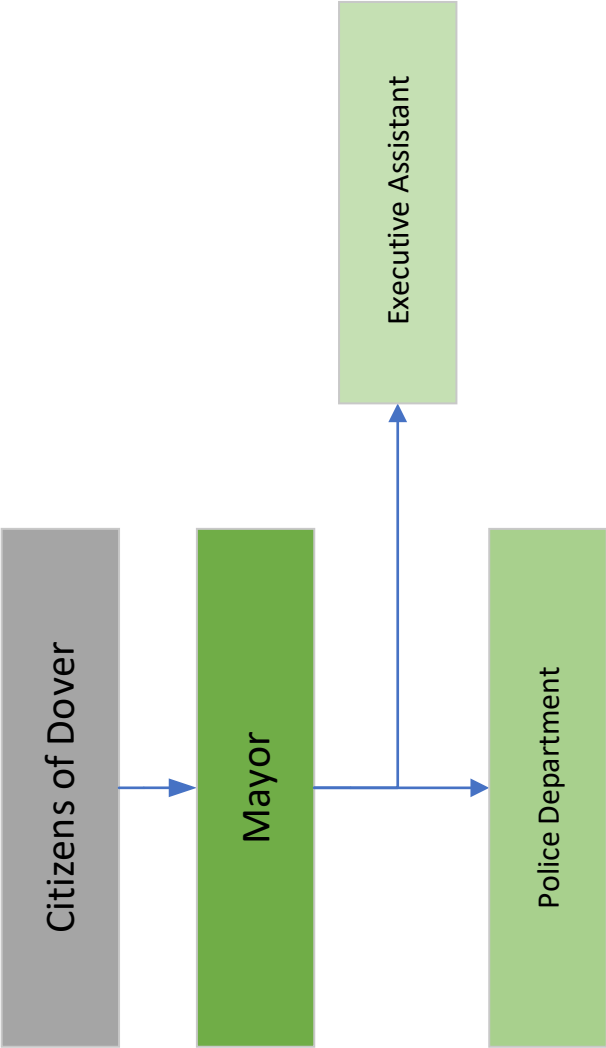 Citizens of Dover
Mayor
Executive Assistant
Police Department